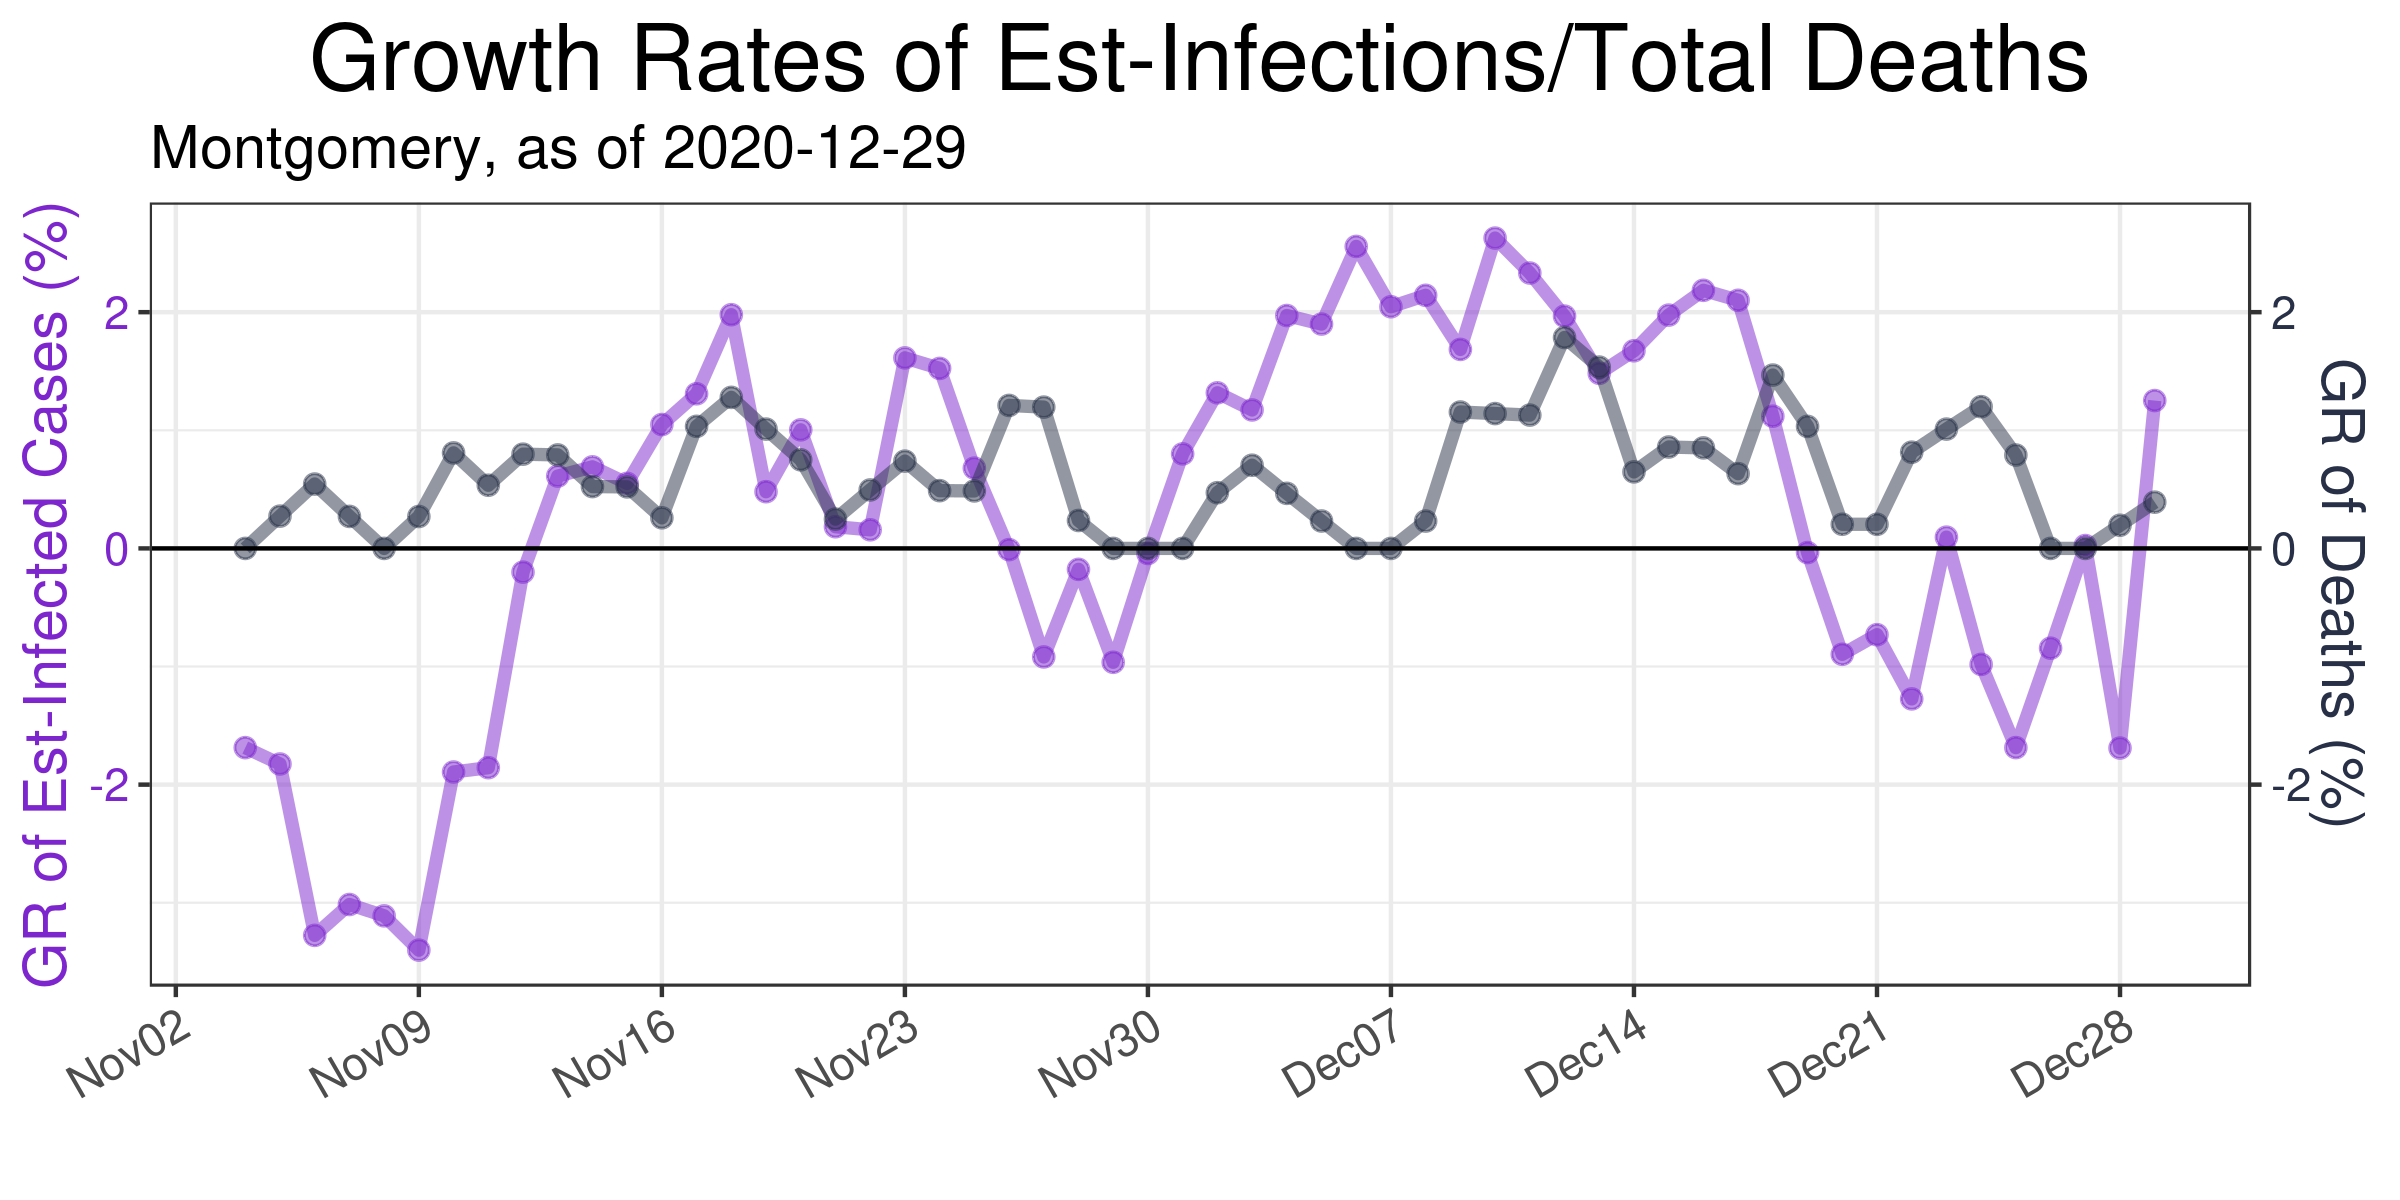 Growth Rates of Est-Infections/Total Deaths
Montgomery, as of 2020-12-29
GR of Est-Infected Cases (%)
2
0
-2
2
0
-2
GR of Deaths (%)
Nov02
Nov09
Nov16
Nov23
Nov30
Dec07
Dec14
Dec21
Dec28